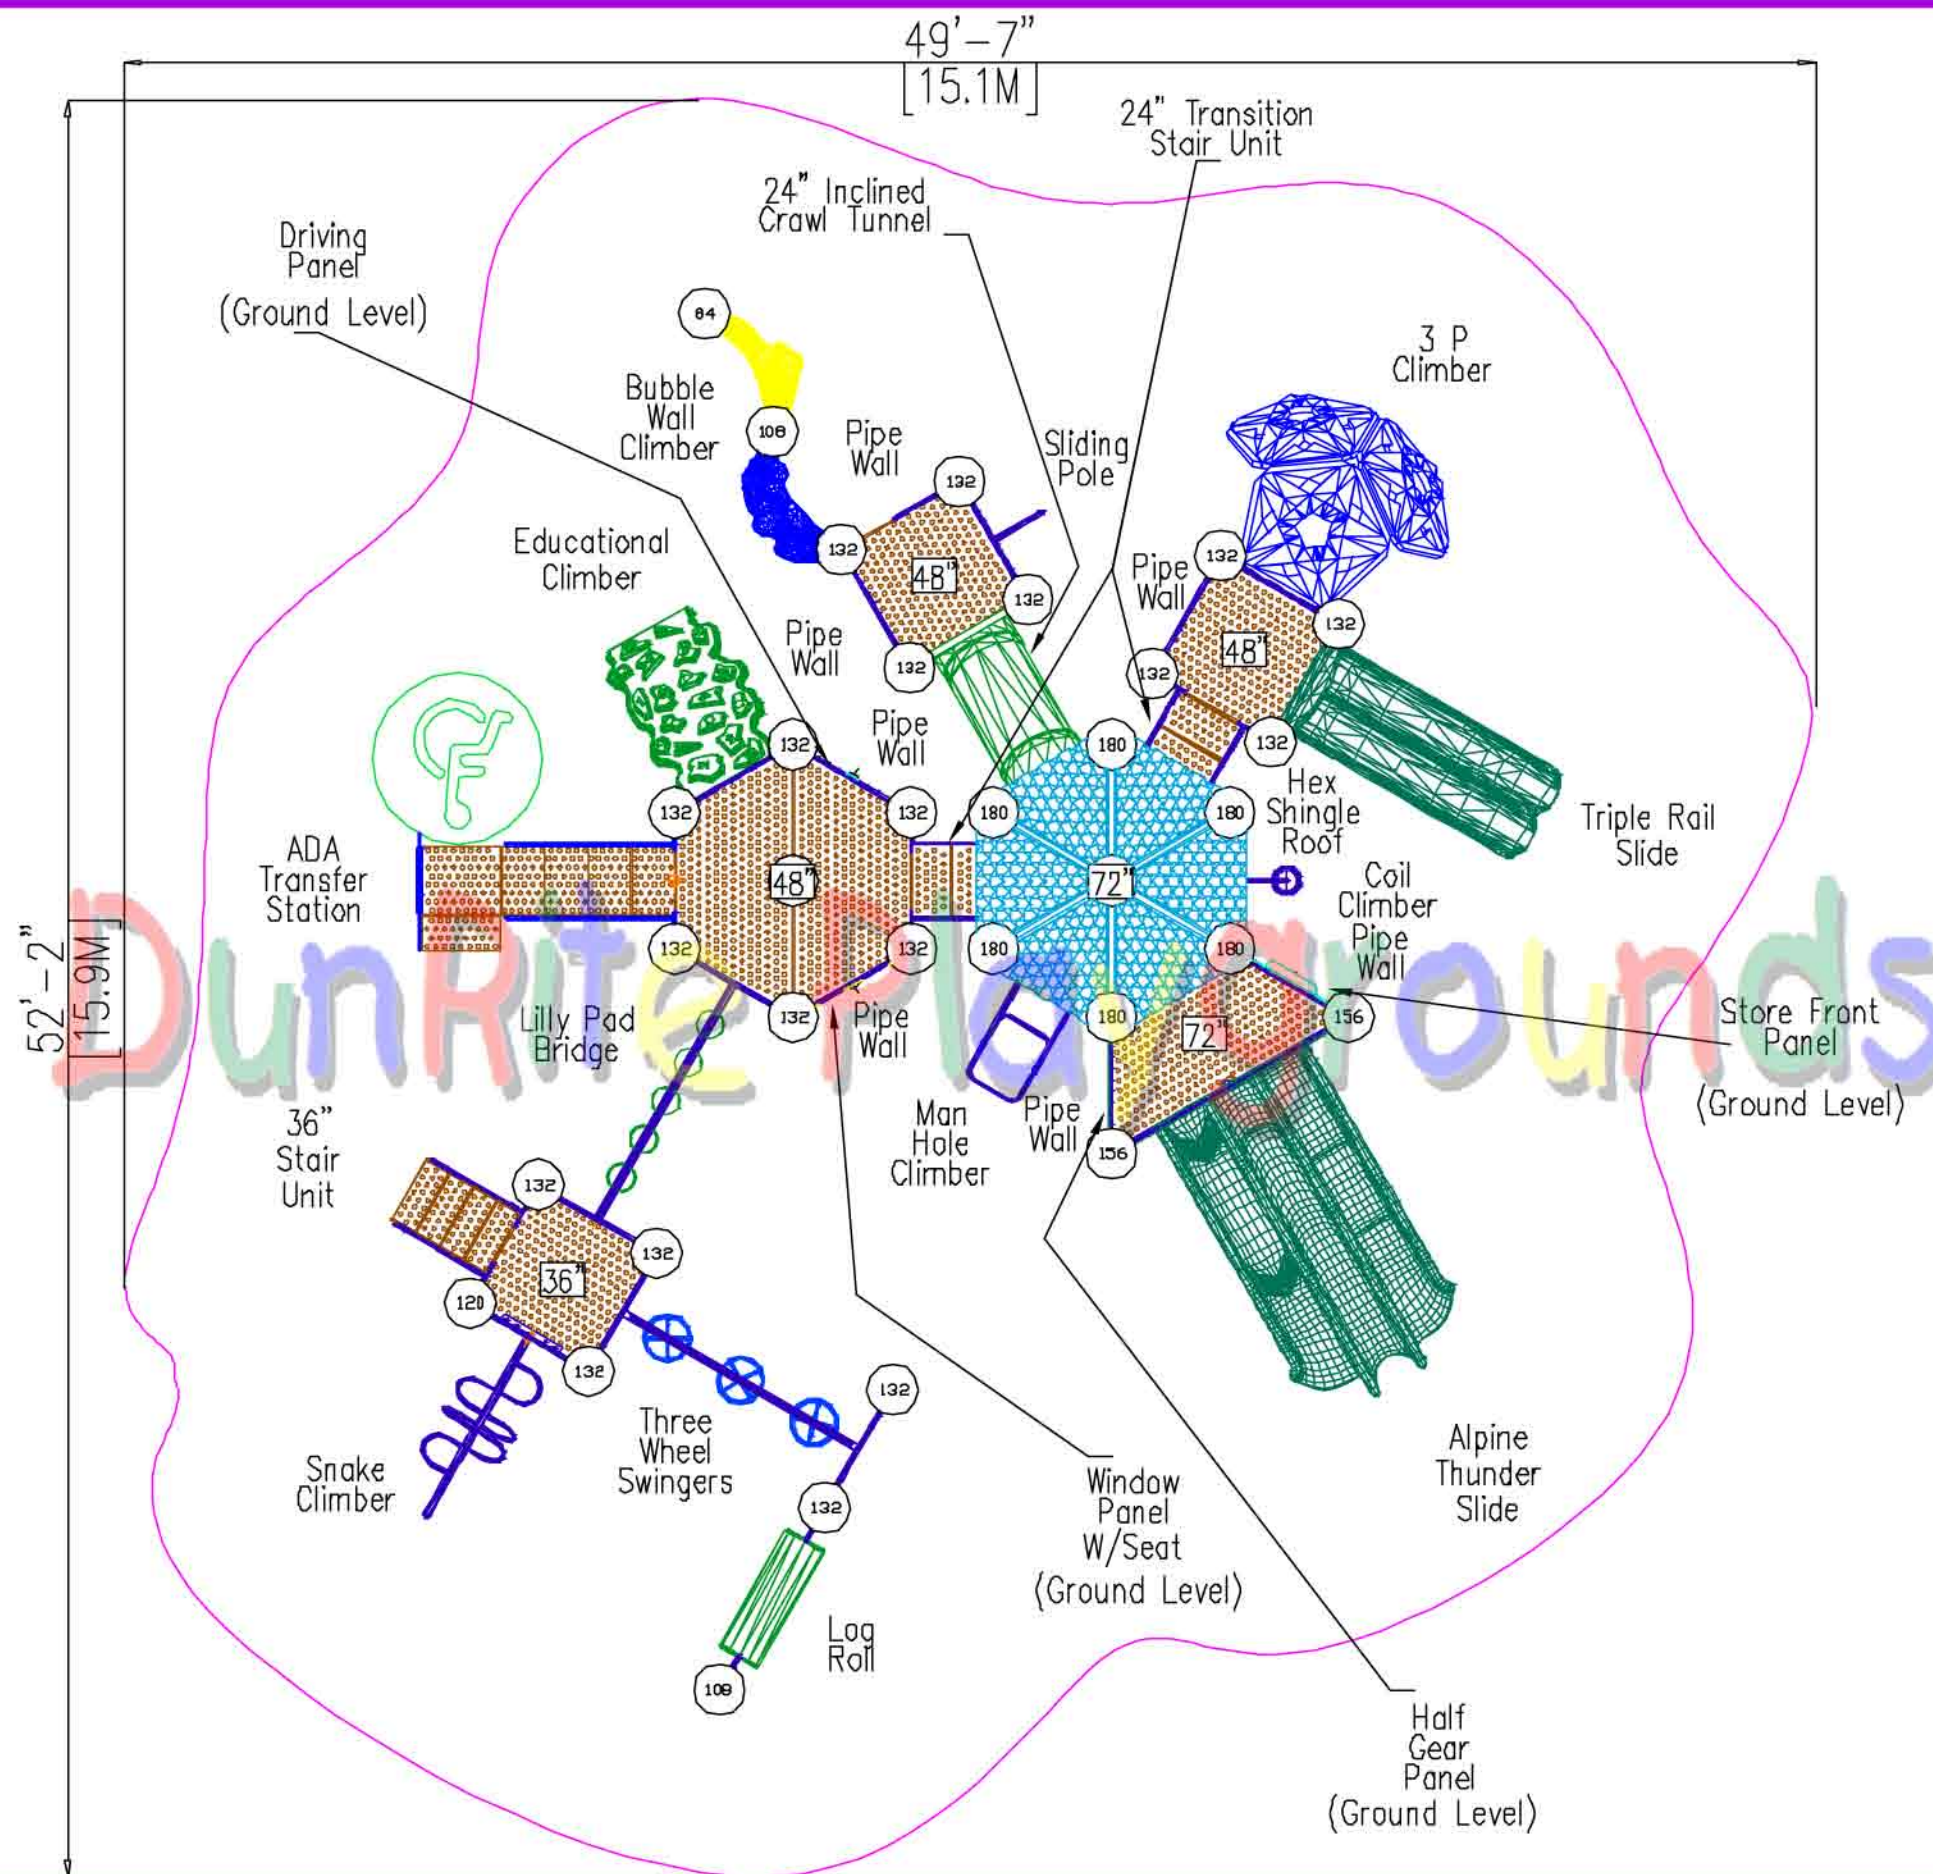 49'-7"
[15.1M]
24" Transition
Stair Unit
24" Inclined
Crawl Tunnel
Driving
Panel
(Ground Level)
84
3 P
Climber
Bubble
Wall
Climber
108
Pipe
Wall
Sliding
Pole
132
Educational
Climber
132
48"
132
132
Pipe
Wall
132
48"
132
Pipe
Wall
132
132
132
Pipe
Wall
132
180
Hex
Shingle
Roof
132
132
180
180
Triple Rail
Slide
ADA
Transfer
Station
48"
72"
Coil
Climber
Pipe
Wall
52'-2"
[15.9M]
DunRite Playgrounds
132
132
180
180
Lilly Pad
Bridge
132
Pipe
Wall
180
72"
156
Store Front
Panel
(Ground Level)
36"
Stair
Unit
Man
Hole
Climber
Pipe
Wall
156
132
132
36"
120
132
132
Three
Wheel
Swingers
Snake
Climber
132
Window
Panel
W/Seat
(Ground Level)
Alpine
Thunder
Slide
Log
Roll
108
Half
Gear
Panel
(Ground Level)